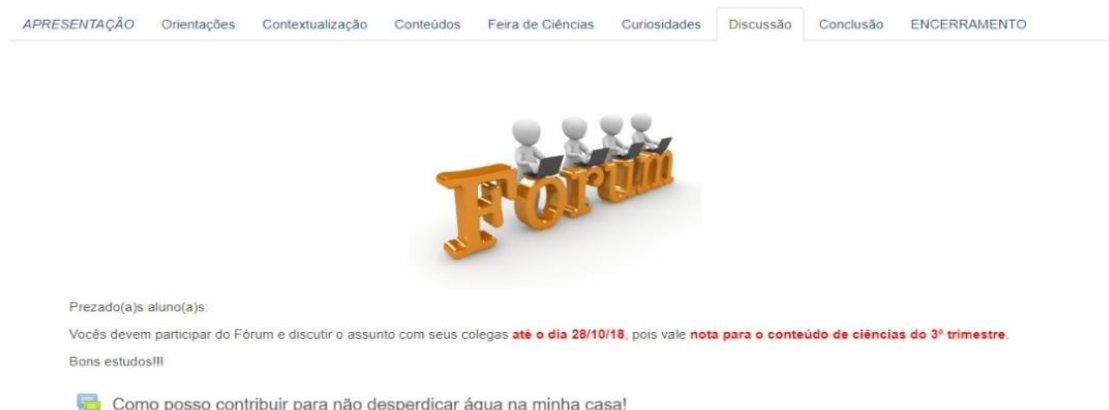 APRESENTAÇÃO Orientações Contextualização Conteúdos Feira de Ciências Curiosidades Discussão Conclusão ENCERRAMENTO
Forum
Prezado(a)s aluno(a)s:
Vocês devem participar do Fórum e discutir o assunto com seus colegas até o dia 28/10/18, pois vale nota para o conteúdo de ciências do 3º trimestre.
Bons estudos!!!
Como posso contribuir para não desperdiçar água na minha casa!